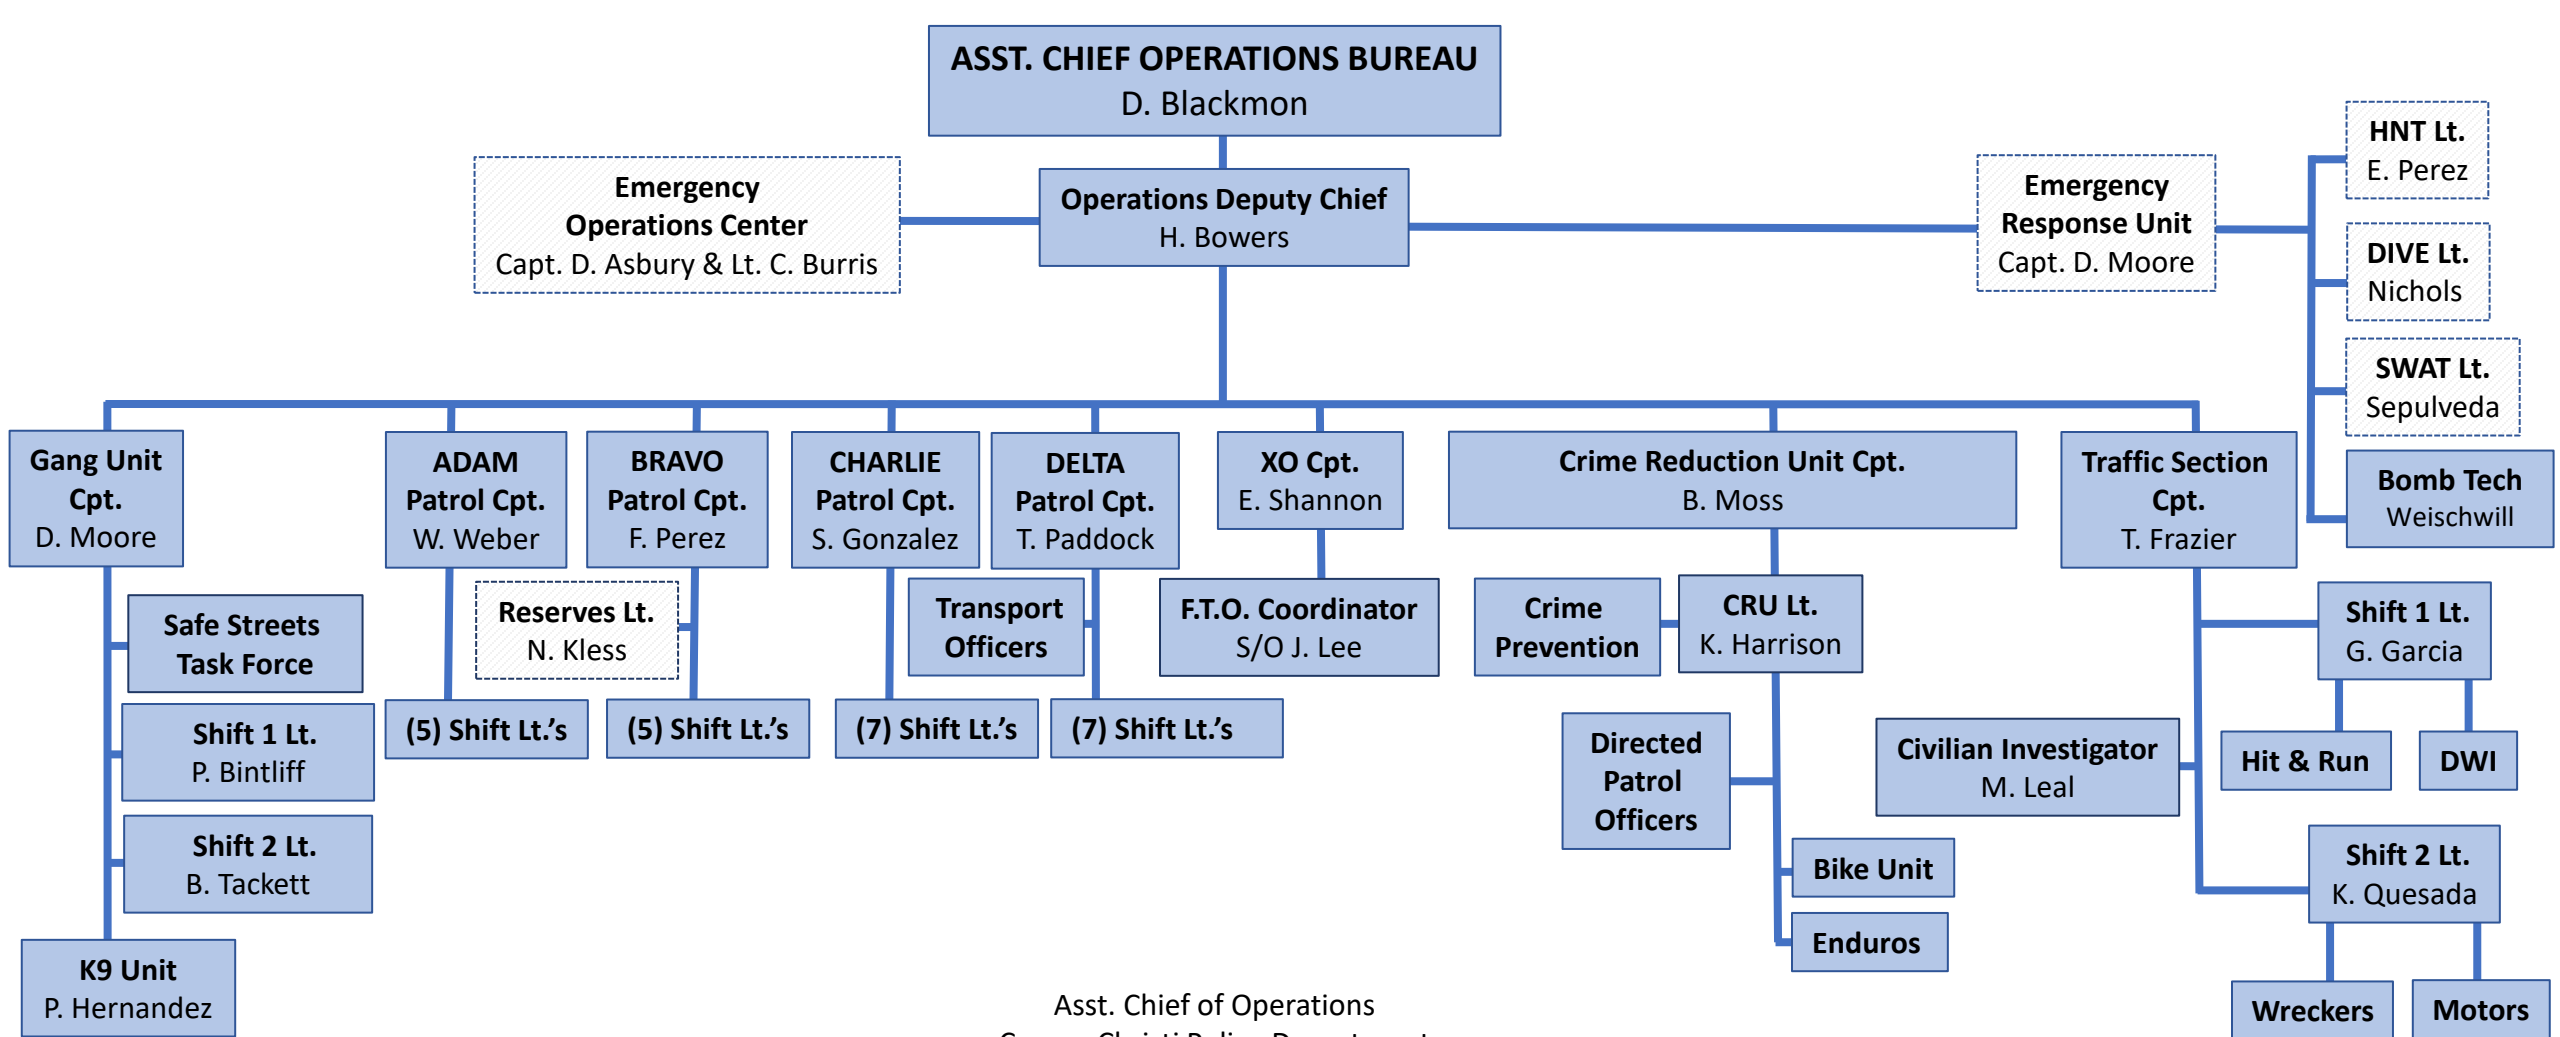 ASST. CHIEF OPERATIONS BUREAU
D. Blackmon
Emergency
Operations Center
Capt. D. Asbury & Lt. C. Burris
Operations Deputy Chief
H. Bowers
Emergency
Response Unit
Capt. D. Moore
HNT Lt.
E. Perez
DIVE Lt.
Nichols
SWAT Lt.
Sepulveda
Bomb Tech
Weischwill
Gang Unit
Cpt.
D. Moore
ADAM
Patrol Cpt.
W. Weber
BRAVO
Patrol Cpt.
F. Perez
CHARLIE
Patrol Cpt.
S. Gonzalez
DELTA
Patrol Cpt.
T. Paddock
XO Cpt.
E. Shannon
Crime Reduction Unit Cpt.
B. Moss
Traffic Section
Cpt.
T. Frazier
Safe Streets
Task Force
Shift 1 Lt.
P. Bintliff
Shift 2 Lt.
B. Tackett
K9 Unit
P. Hernandez
Reserves Lt.
N. Kless
Transport
Officers
F.T.O. Coordinator
S/O J. Lee
(5) Shift Lt.’s
(5) Shift Lt.’s
(7) Shift Lt.’s
(7) Shift Lt.’s
Crime
Prevention
CRU Lt.
K. Harrison
Directed
Patrol
Officers
Bike Unit
Enduros
Civilian Investigator
M. Leal
Shift 1 Lt.
G. Garcia
Hit & Run
DWI
Shift 2 Lt.
K. Quesada
Wreckers
Motors
Asst. Chief of Operations
Christi Police Department